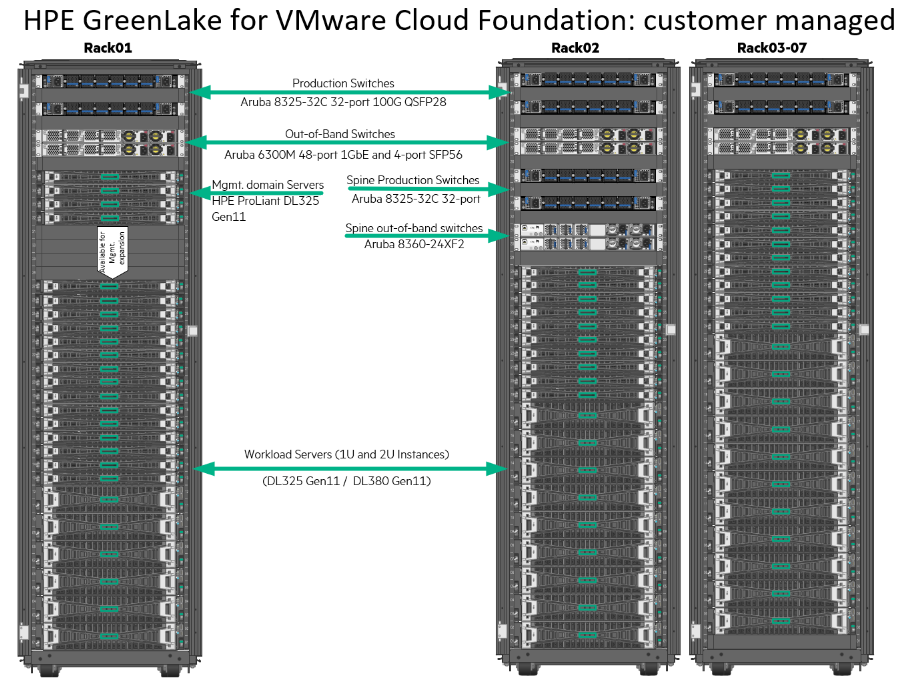 HPE GreenLake for VMware Cloud Foundation: customer managed
Rack01
Rack02
Rack03-07
Production Switches
Aruba 8325-32C 32-port 100G QSFP28
Out-of-Band Switches
Aruba 6300M 48-port 1GbE and 4-port SFP56
Mgmt. domain Servers
HPE ProLiant DL325
Gen11
Spine Production Switches
Aruba 8325-32C 32-port
Spine out-of-band switches
Aruba 8360-24XF2
Available for
Mgmt.
expansion
Workload Servers (1U and 2U Instances)
(DL325 Gen11 / DL380 Gen11)